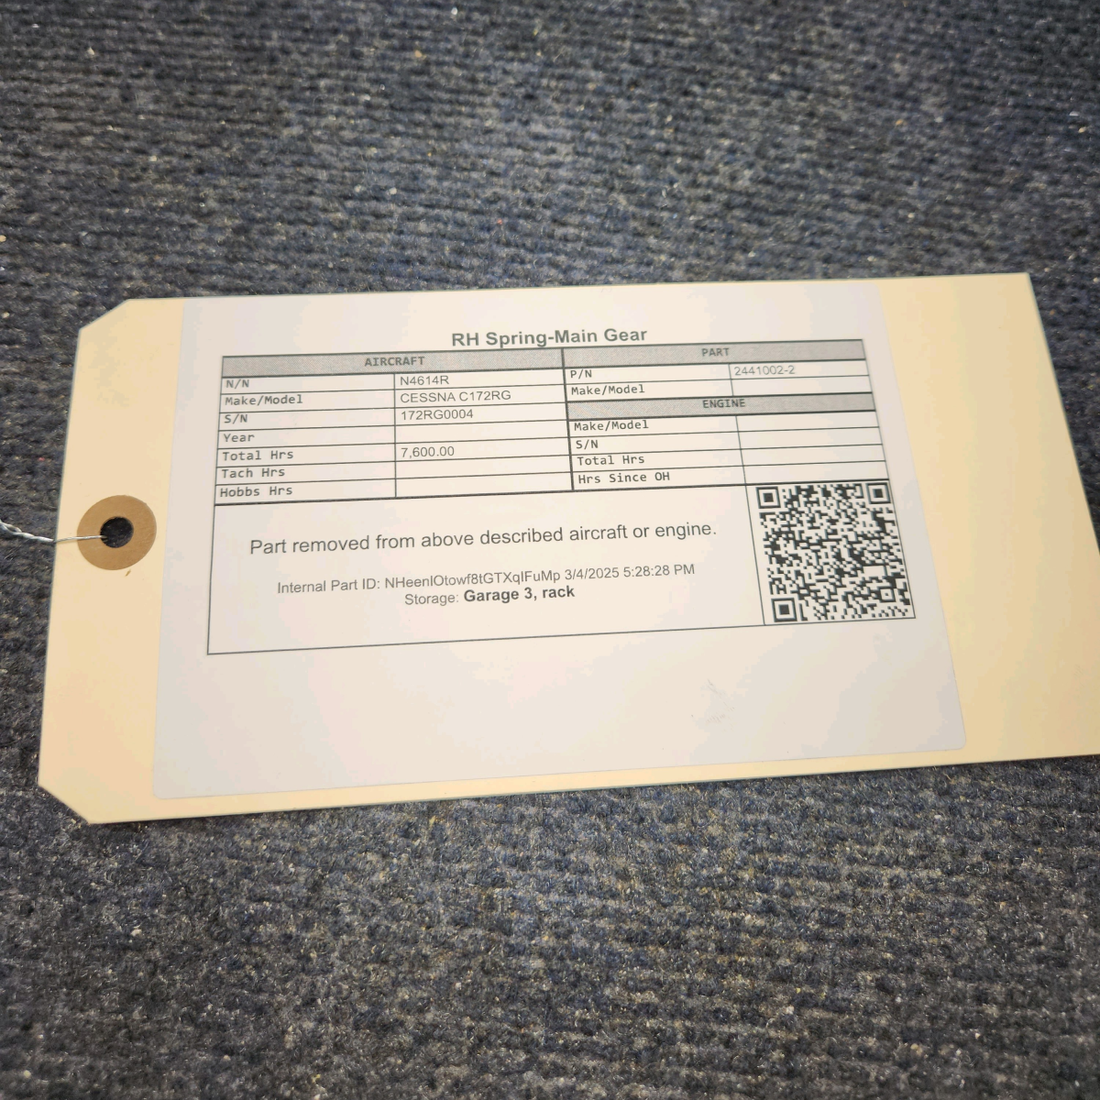 RH Spring-Main Gear
AIRCRAFT
N/N N4614R
Make/Model CESSNA C172RG
S/N 172RG0004
Year
Total Hrs 7,600.00
Tach Hrs
Hobbs Hrs
PART
P/N 2441002-2
Make/Model
ENGINE
Make/Model
S/N
Total Hrs
Hrs Since OH
Part removed from above described aircraft or engine.
Internal Part ID: NHeenIOtowf8tGTXqIFuMp 3/4/2025 5:28:28 PM
Storage: Garage 3, rack